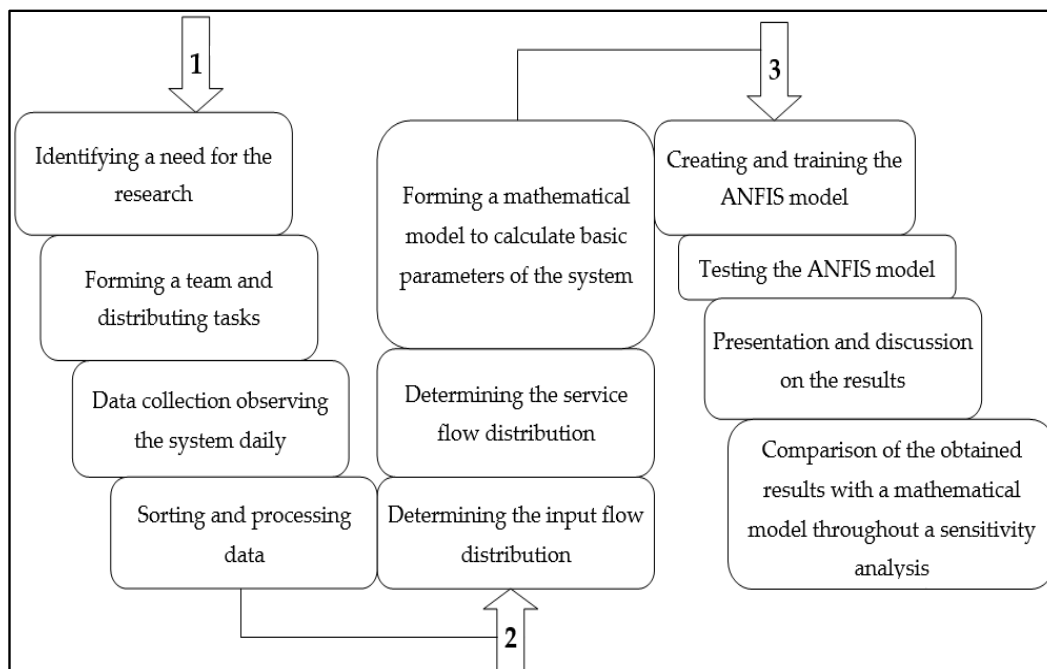 1
Identifying a need for the
research
Forming a team and
distributing tasks
Data collection observing
the system daily
Sorting and processing
data
2
Determining the input flow
distribution
Determining the service
flow distribution
Forming a mathematical
model to calculate basic
parameters of the system
3
Creating and training the
ANFIS model
Testing the ANFIS model
Presentation and discussion
on the results
Comparison of the obtained
results with a mathematical
model throughout a sensitivity
analysis